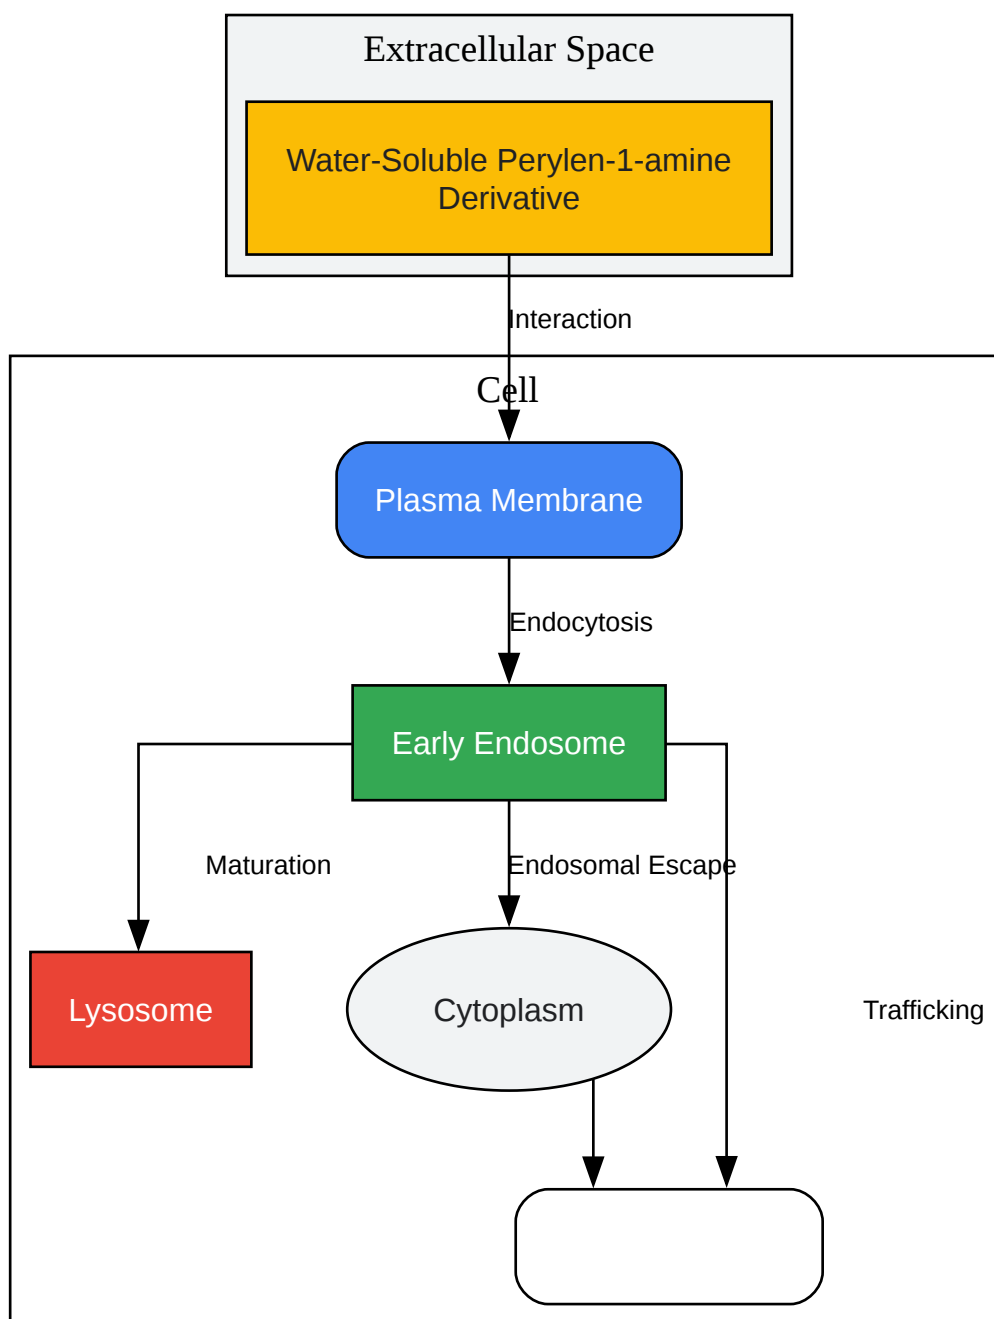 Extracellular Space
Water-Soluble Perylen-1-amine
Derivative
Interaction
Cell
Plasma Membrane
Endocytosis
Early Endosome
Maturation
Endosomal Escape
Lysosome
Cytoplasm
Trafficking